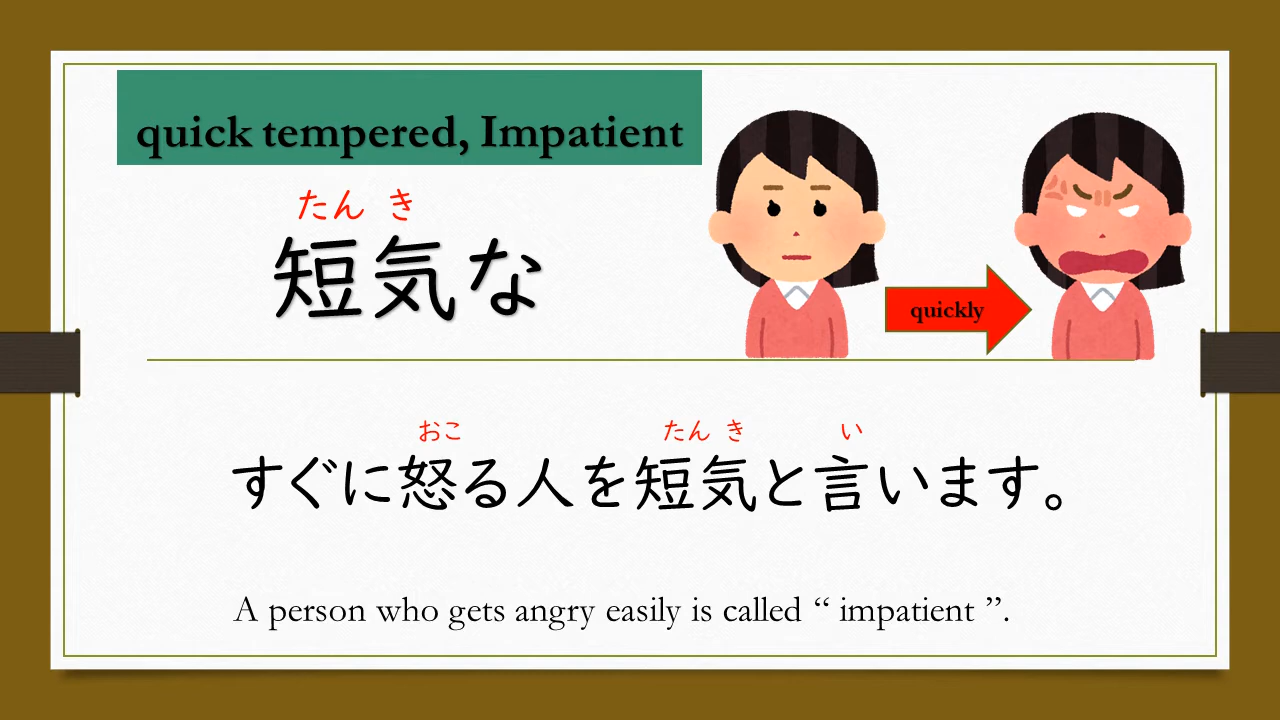 quick tempered, Impatient
たん き
短気な
quickly
おこ たん き い
すぐに怒る人を短気と言います。
A person who gets angry easily is called “ impatient ”.